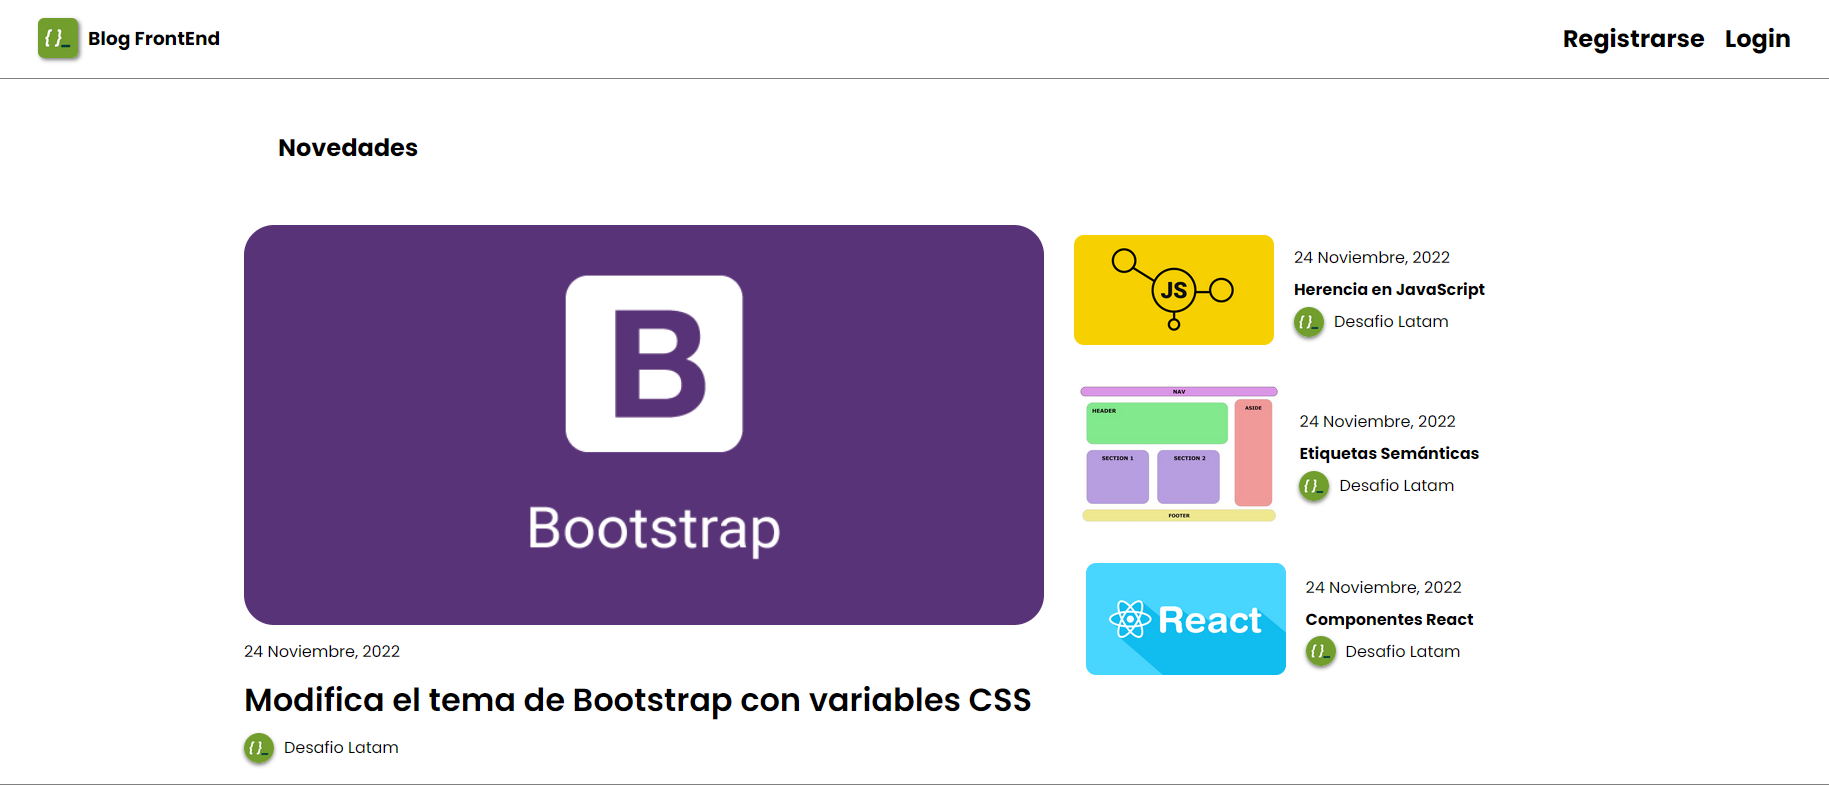 { }_ Blog FrontEnd
Registrarse Login
Novedades
B
Bootstrap
24 Noviembre, 2022
Modifica el tema de Bootstrap con variables CSS
{ }_ Desafio Latam
JS
24 Noviembre, 2022
Herencia en JavaScript
{ }_ Desafio Latam
NAV
HEADER
ASIDE
SECTION 1
SECTION 2
FOOTER
24 Noviembre, 2022
Etiquetas Semánticas
{ }_ Desafio Latam
React
24 Noviembre, 2022
Componentes React
{ }_ Desafio Latam